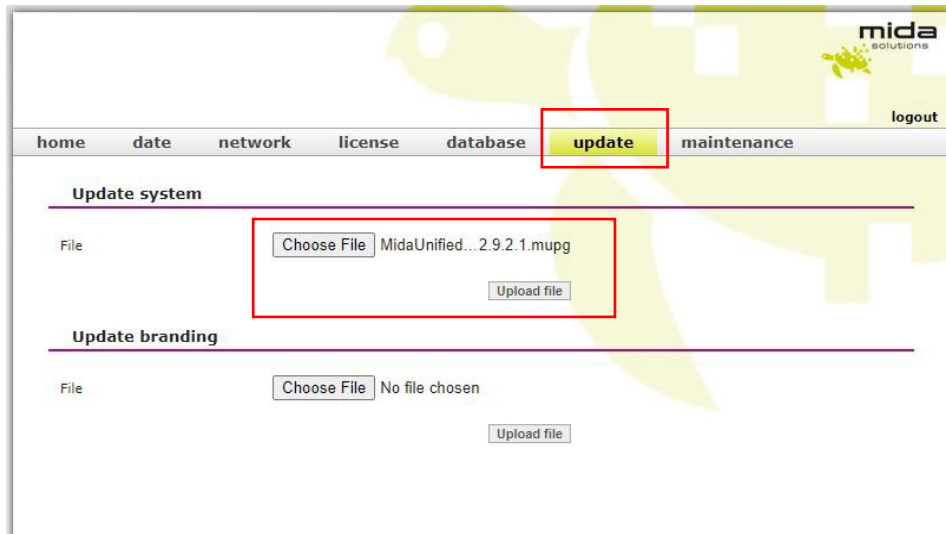 mida
solutions
logout
home date network license database update maintenance
Update system
File Choose File MidaUnified...2.9.2.1.mupg
Upload file
Update branding
File Choose File No file chosen
Upload file